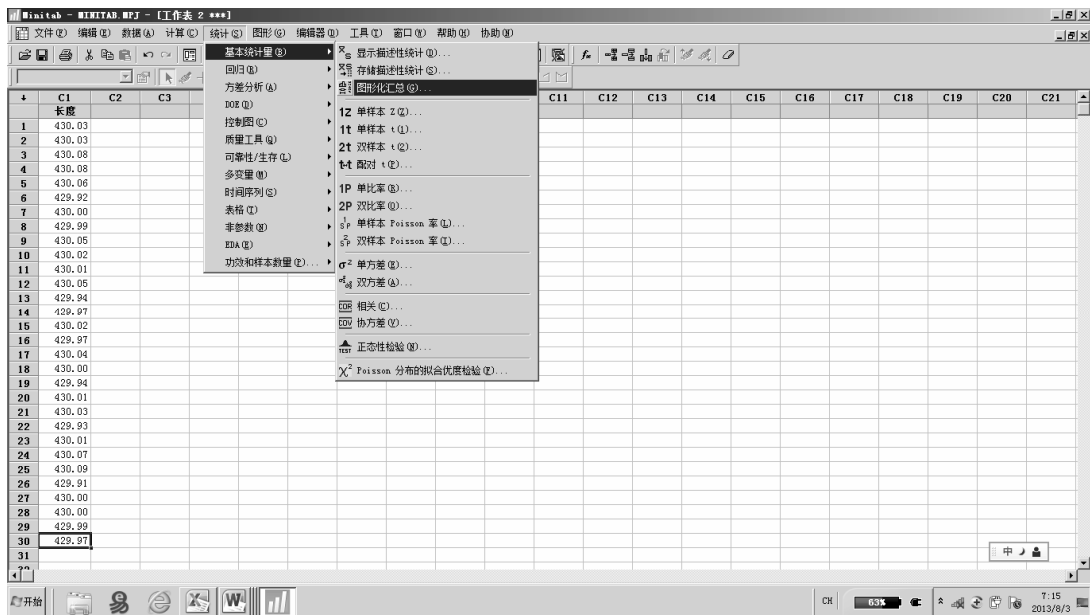 Minitab - MINITAB.MPJ - [工作表 2 ***]
文件(F) 编辑(E) 数据(A) 计算(C) 统计(S) 图形(G) 编辑器(D) 工具(T) 窗口(W) 帮助(H) 协助(N)
基本统计量(B)
回归(R)
方差分析(A)
DOE(D)
控制图(C)
质量工具(Q)
可靠性/生存(L)
多变量(M)
时间序列(S)
表格(T)
非参数(N)
EDA(E)
功效和样本数量(P)...
显示描述性统计(D)...
存储描述性统计(S)...
图形化汇总(G)...
1Z 单样本 Z(Z)...
1t 单样本 t(1)...
2t 双样本 t(2)...
t-t 配对 t(P)...
1P 单比率(R)...
2P 双比率(O)...
单样本 Poisson 率(L)...
双样本 Poisson 率(I)...
σ² 单方差(E)...
双方差(A)...
COR 相关(C)...
COV 协方差(V)...
TEST 正态性检验(N)...
χ² Poisson 分布的拟合优度检验(F)...
C1 C2 C3 C11 C12 C13 C14 C15 C16 C17 C18 C19 C20 C21
长度
1 430.03
2 430.03
3 430.08
4 430.08
5 430.06
6 429.92
7 430.00
8 429.99
9 430.05
10 430.02
11 430.01
12 430.05
13 429.94
14 429.97
15 430.02
16 429.97
17 430.04
18 430.00
19 429.94
20 430.01
21 430.03
22 429.93
23 430.01
24 430.07
25 430.09
26 429.91
27 430.00
28 430.00
29 429.99
30 429.97
31
中
开始
CH
63%
7:15
2013/8/3